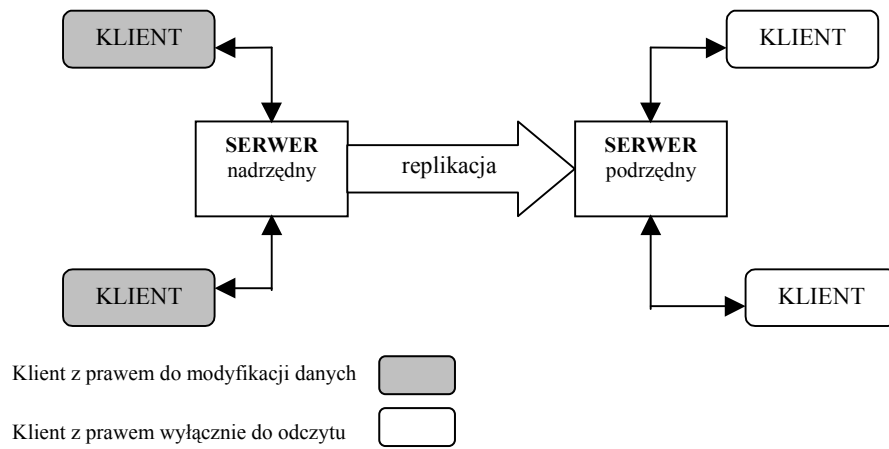 KLIENT
KLIENT
SERWER
nadrzędny
replikacja
SERWER
podrzędny
KLIENT
KLIENT
Klient z prawem do modyfikacji danych
Klient z prawem wyłącznie do odczytu